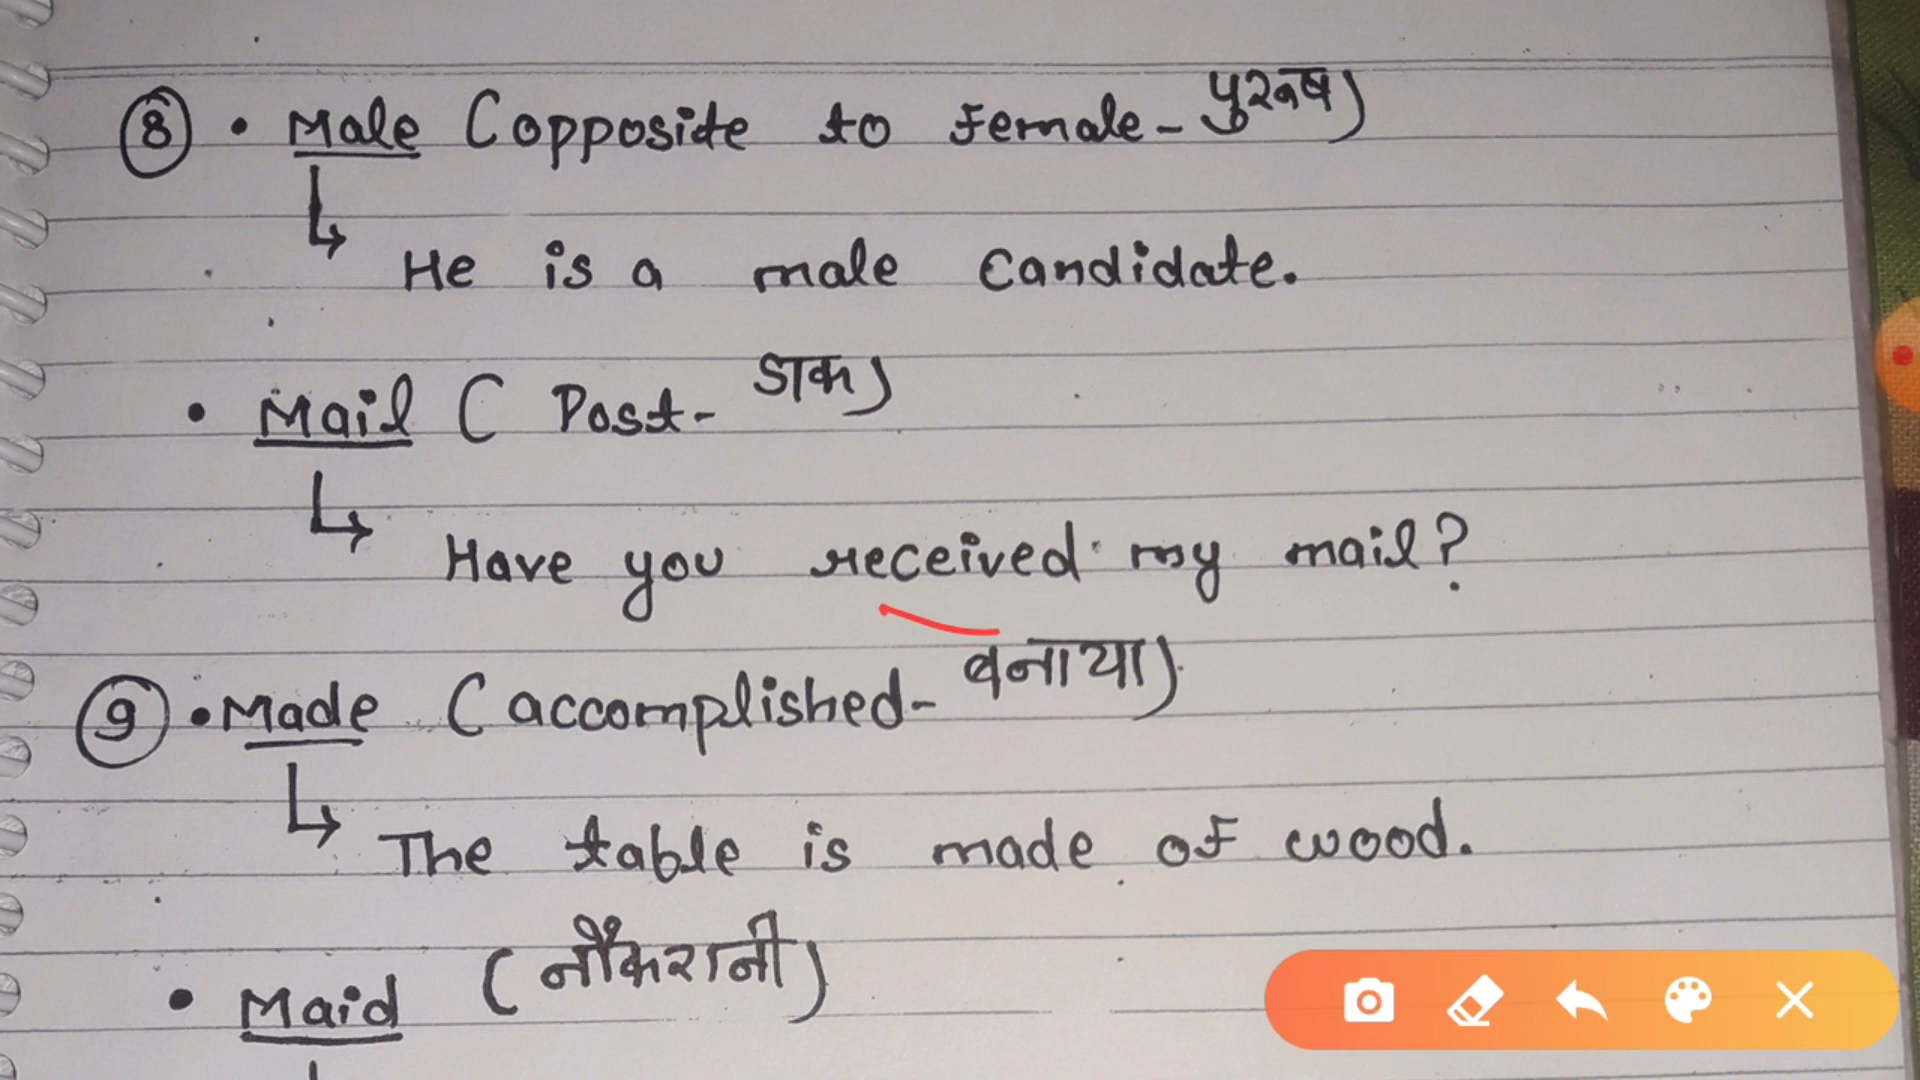 8 • Male (opposite to Female - पुरुष)
He is a male candidate.
• Mail ( Post - डाक)
Have you received my mail?
9 • Made (accomplished - बनाया)
The table is made of wood.
• Maid (नौकरानी)